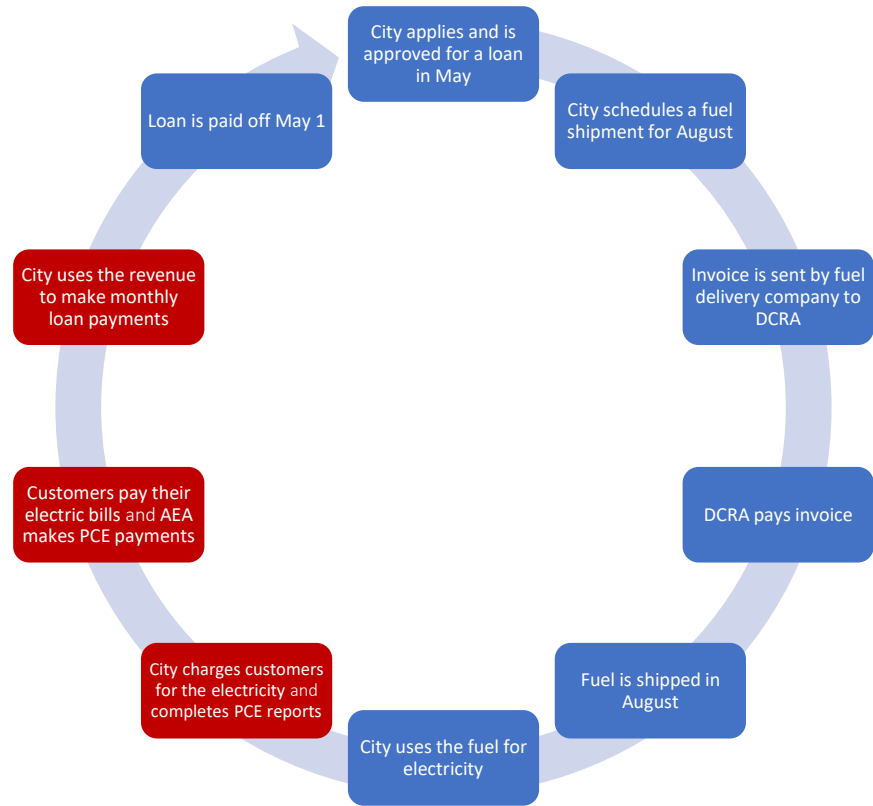 City applies and is
approved for a loan
in May
City schedules a fuel
shipment for August
Invoice is sent by fuel
delivery company to
DCRA
DCRA pays invoice
Fuel is shipped in
August
City uses the fuel for
electricity
City charges customers
for the electricity and
completes PCE reports
Customers pay their
electric bills and AEA
makes PCE payments
City uses the revenue
to make monthly
loan payments
Loan is paid off May 1